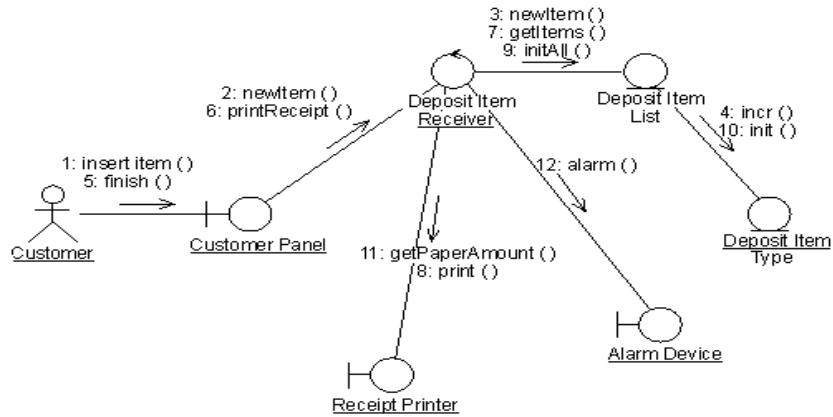 3: newItem ( )
7: getItems ( )
9: initAll ( )
2: newItem ( )
6: printReceipt ( )
Deposit Item
Receiver
Deposit Item
List
4: incr ( )
10: init ( )
1: insert item ( )
5: finish ( )
12: alarm ( )
Customer
Customer Panel
Deposit Item
Type
11: getPaperAmount ( )
8: print ( )
Alarm Device
Receipt Printer